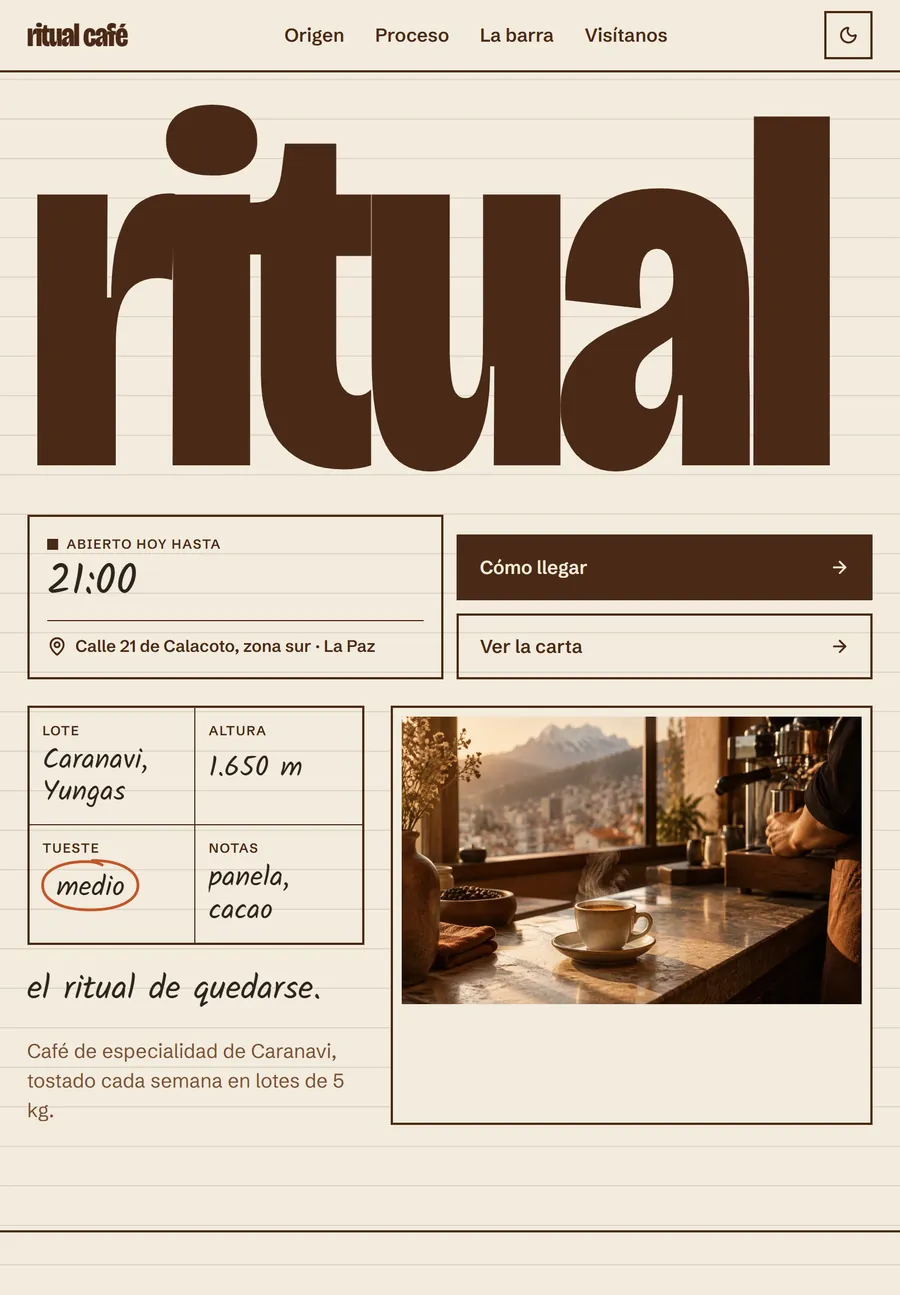 ritual café
Origen
Proceso
La barra
Visítanos
ritual
ABIERTO HOY HASTA
21:00
Calle 21 de Calacoto, zona sur · La Paz
Cómo llegar
Ver la carta
LOTE
Caranavi,
Yungas
ALTURA
1.650 m
TUESTE
medio
NOTAS
panela,
cacao
el ritual de quedarse.
Café de especialidad de Caranavi,
tostado cada semana en lotes de 5
kg.